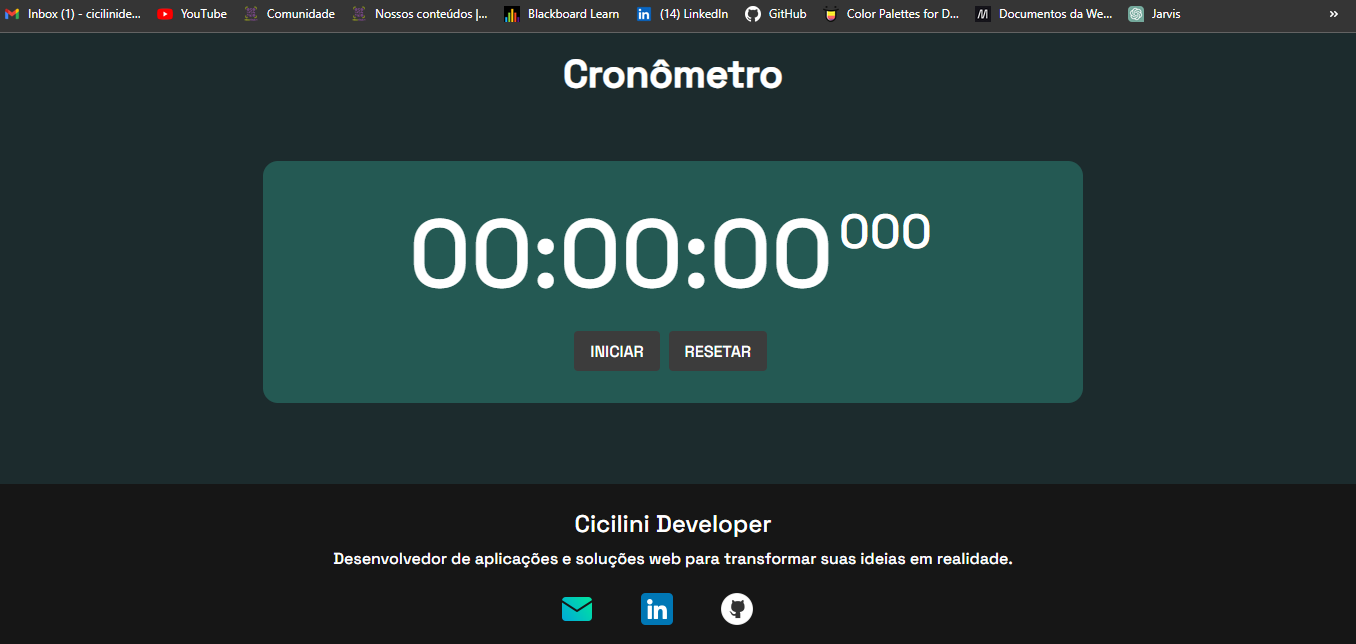 Inbox (1) - cicilinide... YouTube Comunidade Nossos conteúdos |... Blackboard Learn (14) LinkedIn GitHub Color Palettes for D... Documentos da We... Jarvis »
Cronômetro
00:00:00 000
INICIAR RESETAR
Cicilini Developer
Desenvolvedor de aplicações e soluções web para transformar suas ideias em realidade.
in